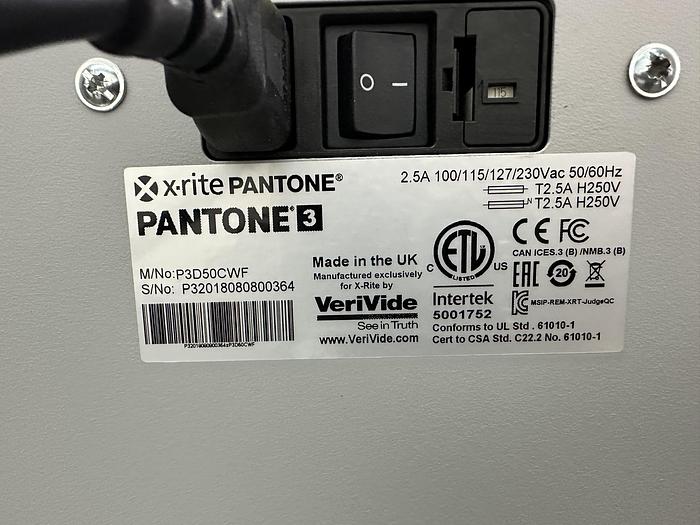 O I
115
x·rite PANTONE®
PANTONE® 3
M/No:P3D50CWF
S/No: P32018080800364
P32018080800364sP3D50CWF
Made in the UK
Manufactured exclusively
for X-Rite by
VeriVide
See in Truth
www.VeriVide.com
2.5A 100/115/127/230Vac 50/60Hz
T2.5A H250V
N T2.5A H250V
C ETL US
LISTED
Intertek
5001752
CE FC
CAN ICES.3 (B) /NMB.3 (B)
EAC 20
MSIP-REM-XRT-JudgeQC
Conforms to UL Std . 61010-1
Cert to CSA Std. C22.2 No. 61010-1